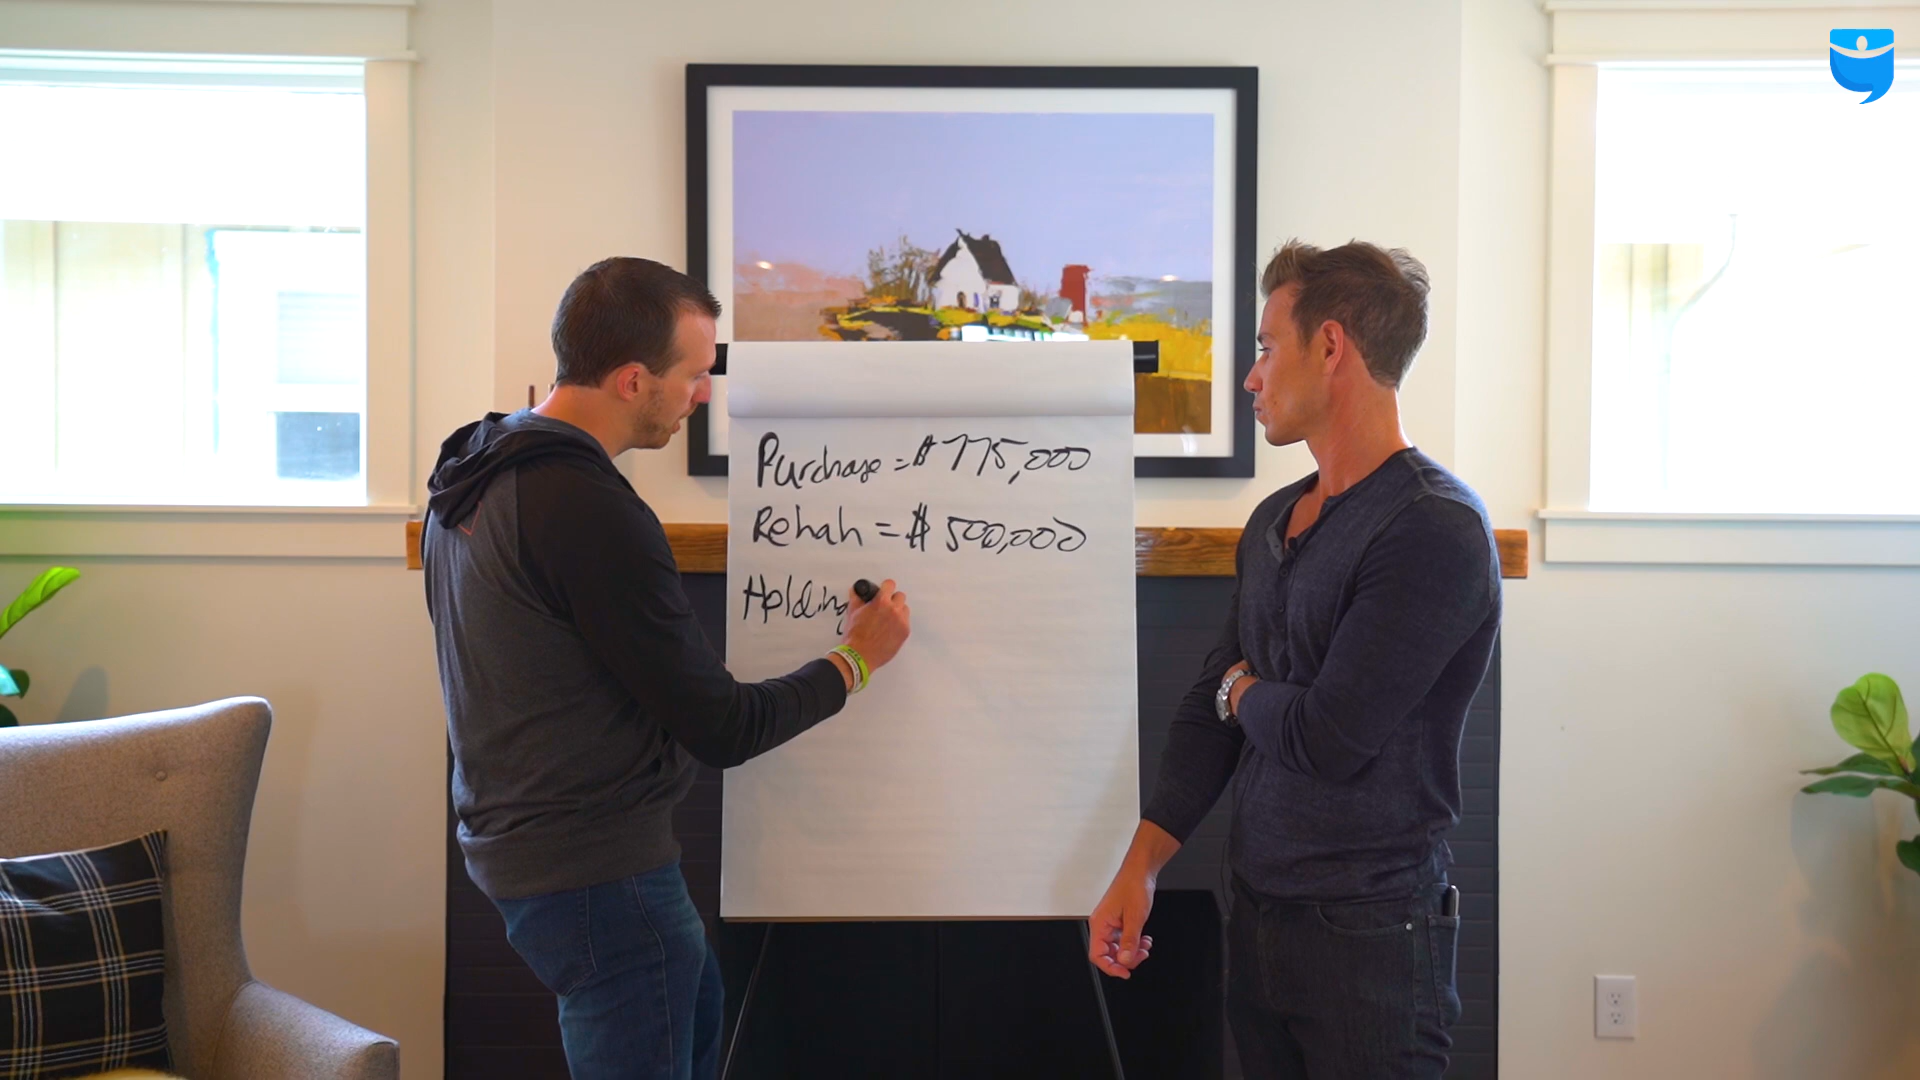 Purchase = $775,000
Rehab = $500,000
Holding